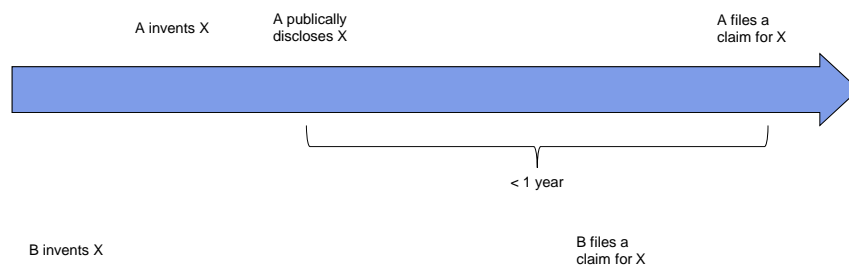 A invents X
A publically
discloses X
A files a
claim for X
< 1 year
B invents X
B files a
claim for X